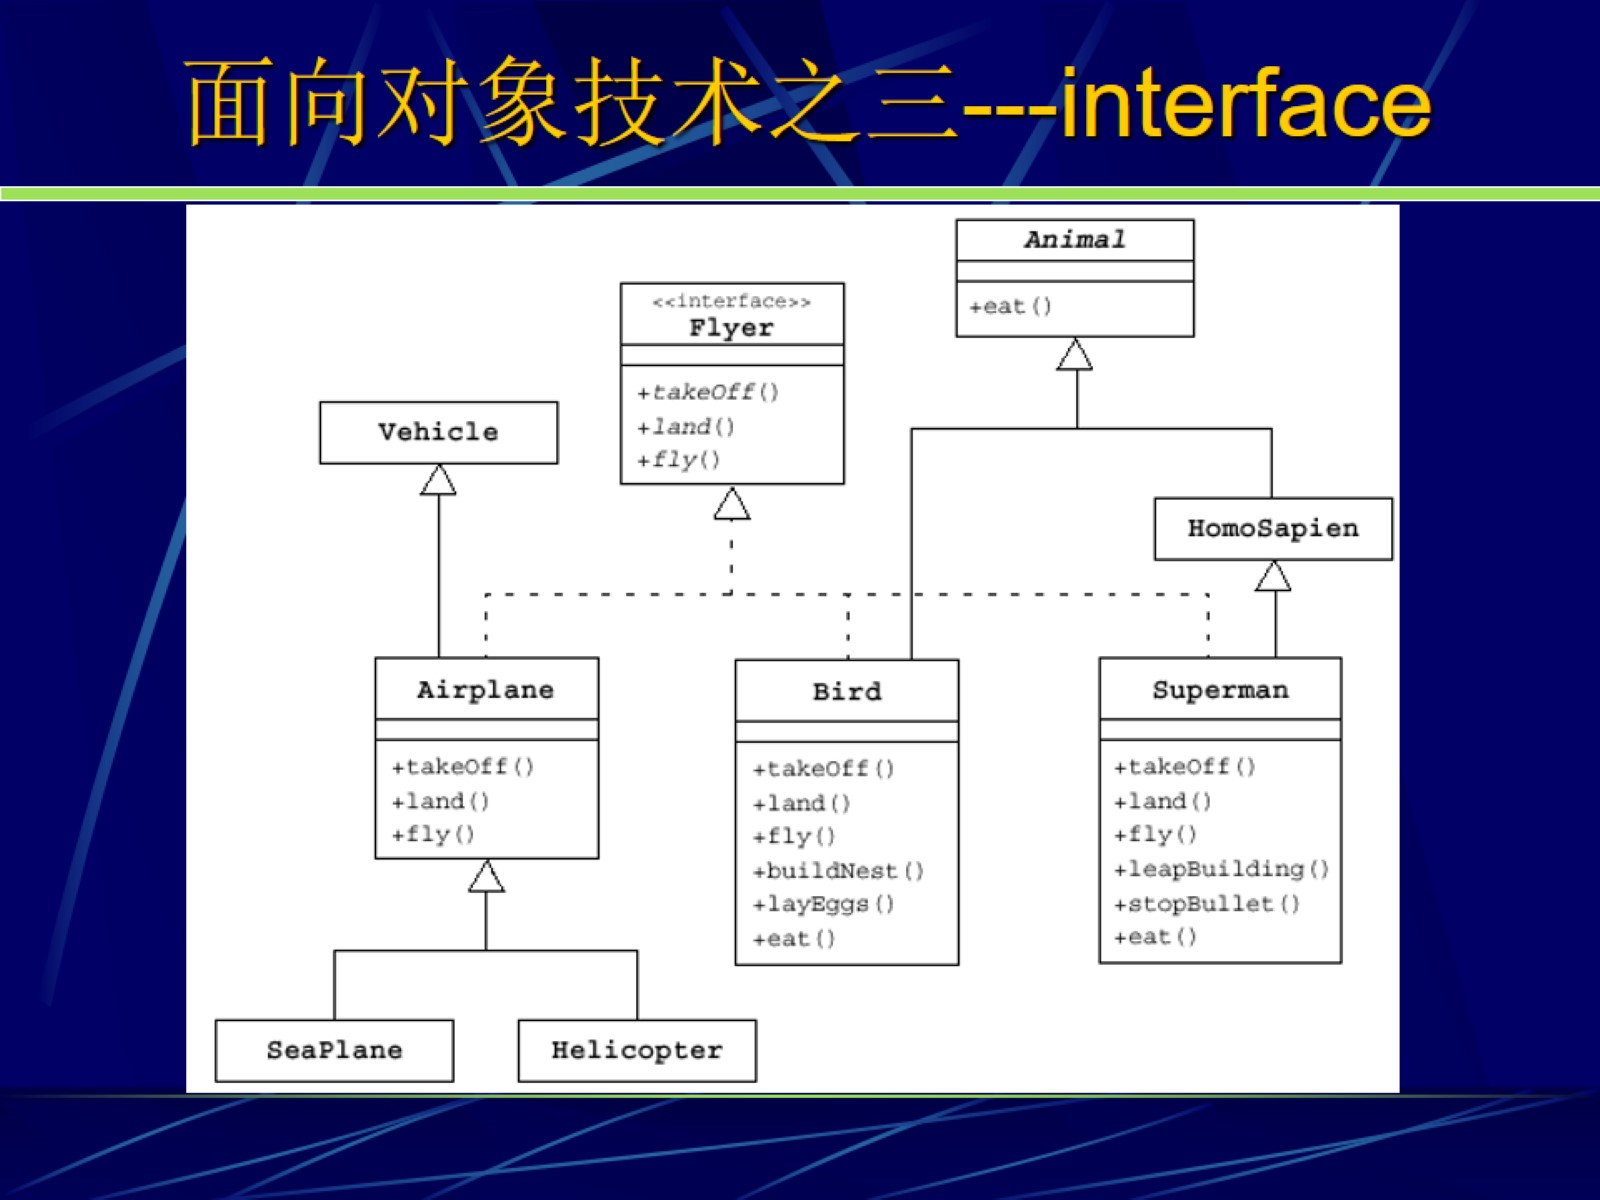 面向对象技术之三---interface
Animal
+eat()
<<interface>>
Flyer
+takeOff()
+land()
+fly()
Vehicle
HomoSapien
Airplane
+takeOff()
+land()
+fly()
Bird
+takeOff()
+land()
+fly()
+buildNest()
+layEggs()
+eat()
Superman
+takeOff()
+land()
+fly()
+leapBuilding()
+stopBullet()
+eat()
SeaPlane
Helicopter